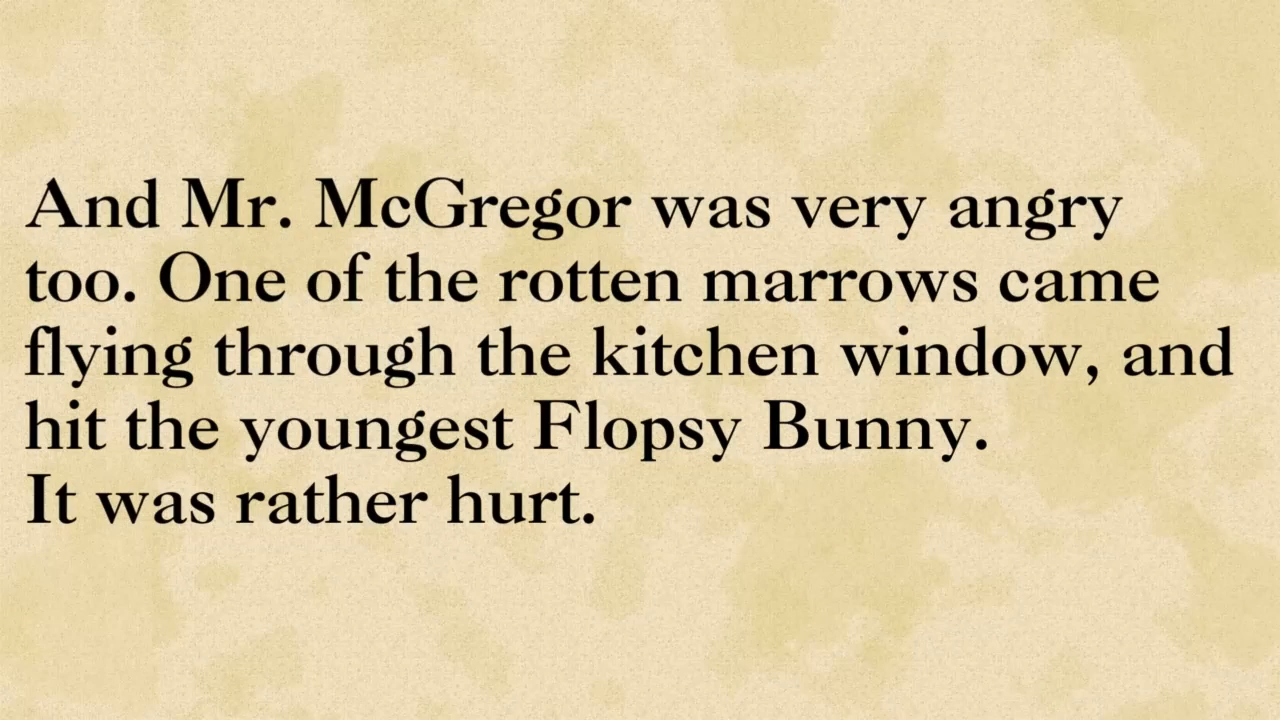 And Mr. McGregor was very angry
too. One of the rotten marrows came
flying through the kitchen window, and
hit the youngest Flopsy Bunny.
It was rather hurt.